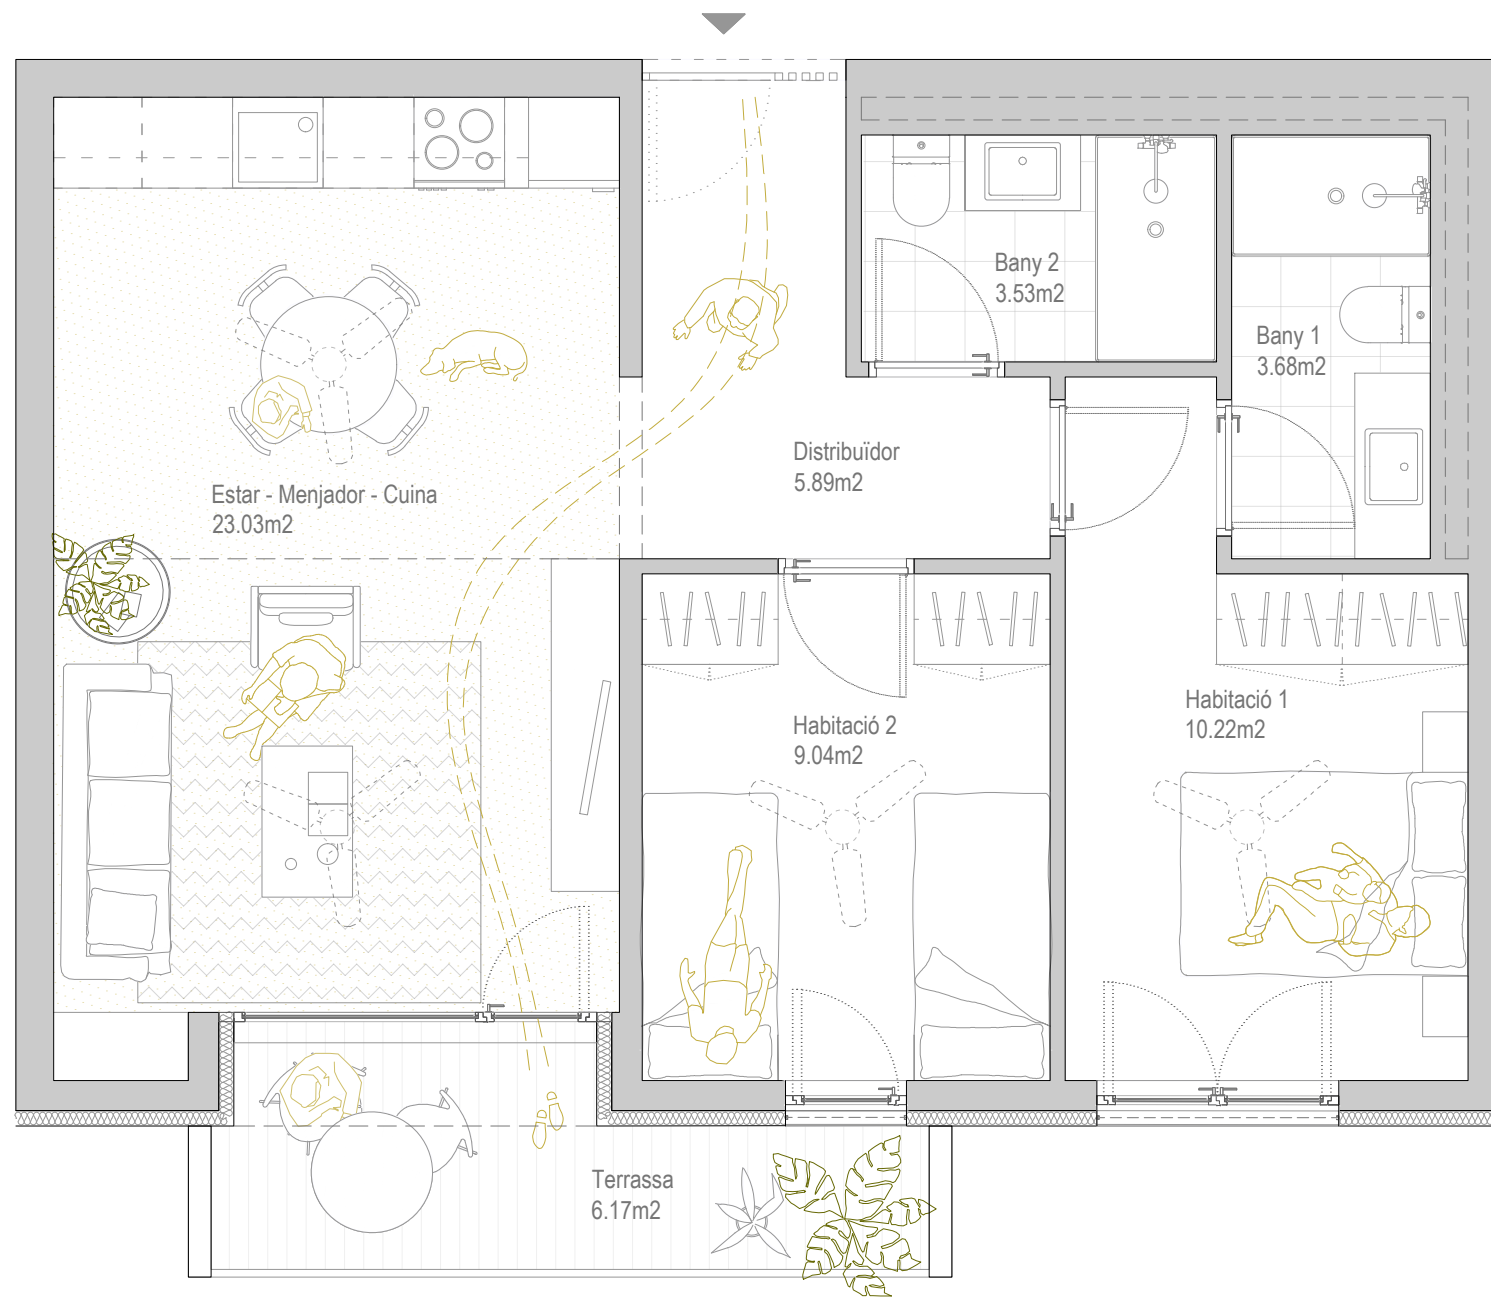 Bany 2
3.53m2
Bany 1
3.68m2
Distribuïdor
5.89m2
Estar - Menjador - Cuina
23.03m2
Habitació 1
10.22m2
Habitació 2
9.04m2
Terrassa
6.17m2